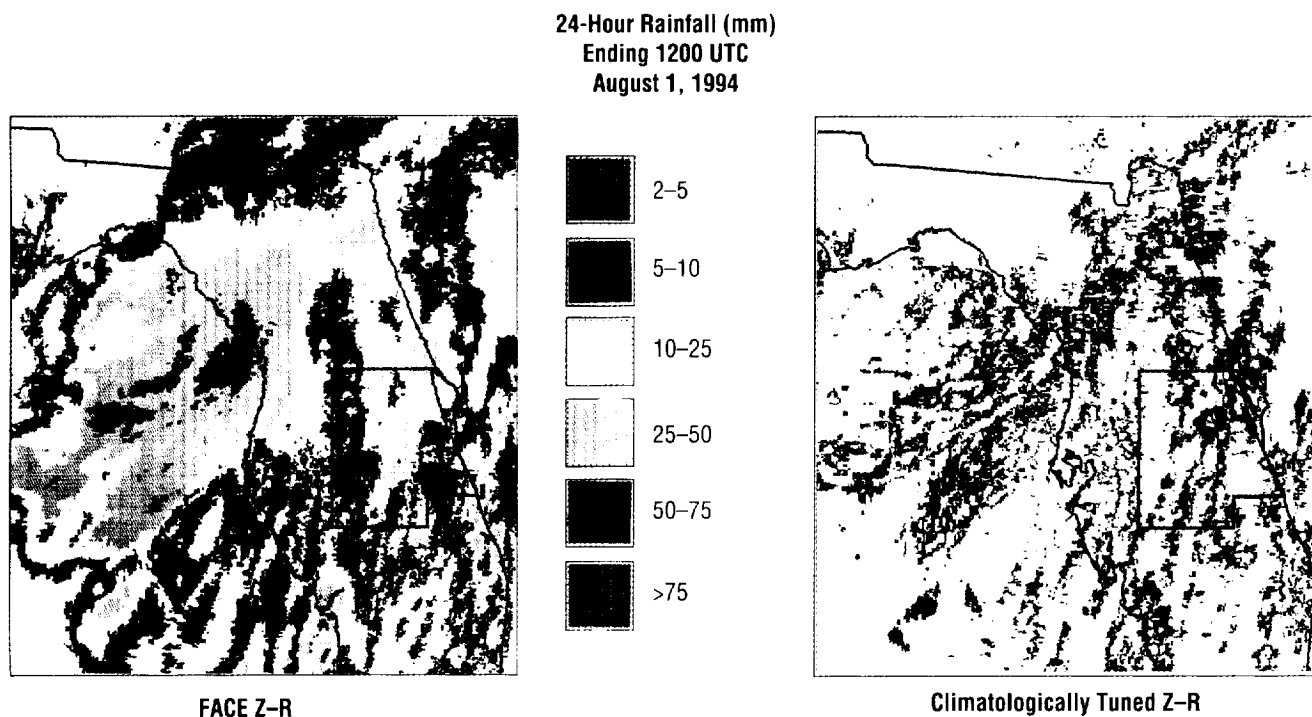 24-Hour Rainfall (mm)
Ending 1200 UTC
August 1, 1994
2–5
5–10
10–25
25–50
50–75
>75
FACE Z–R
Climatologically Tuned Z–R